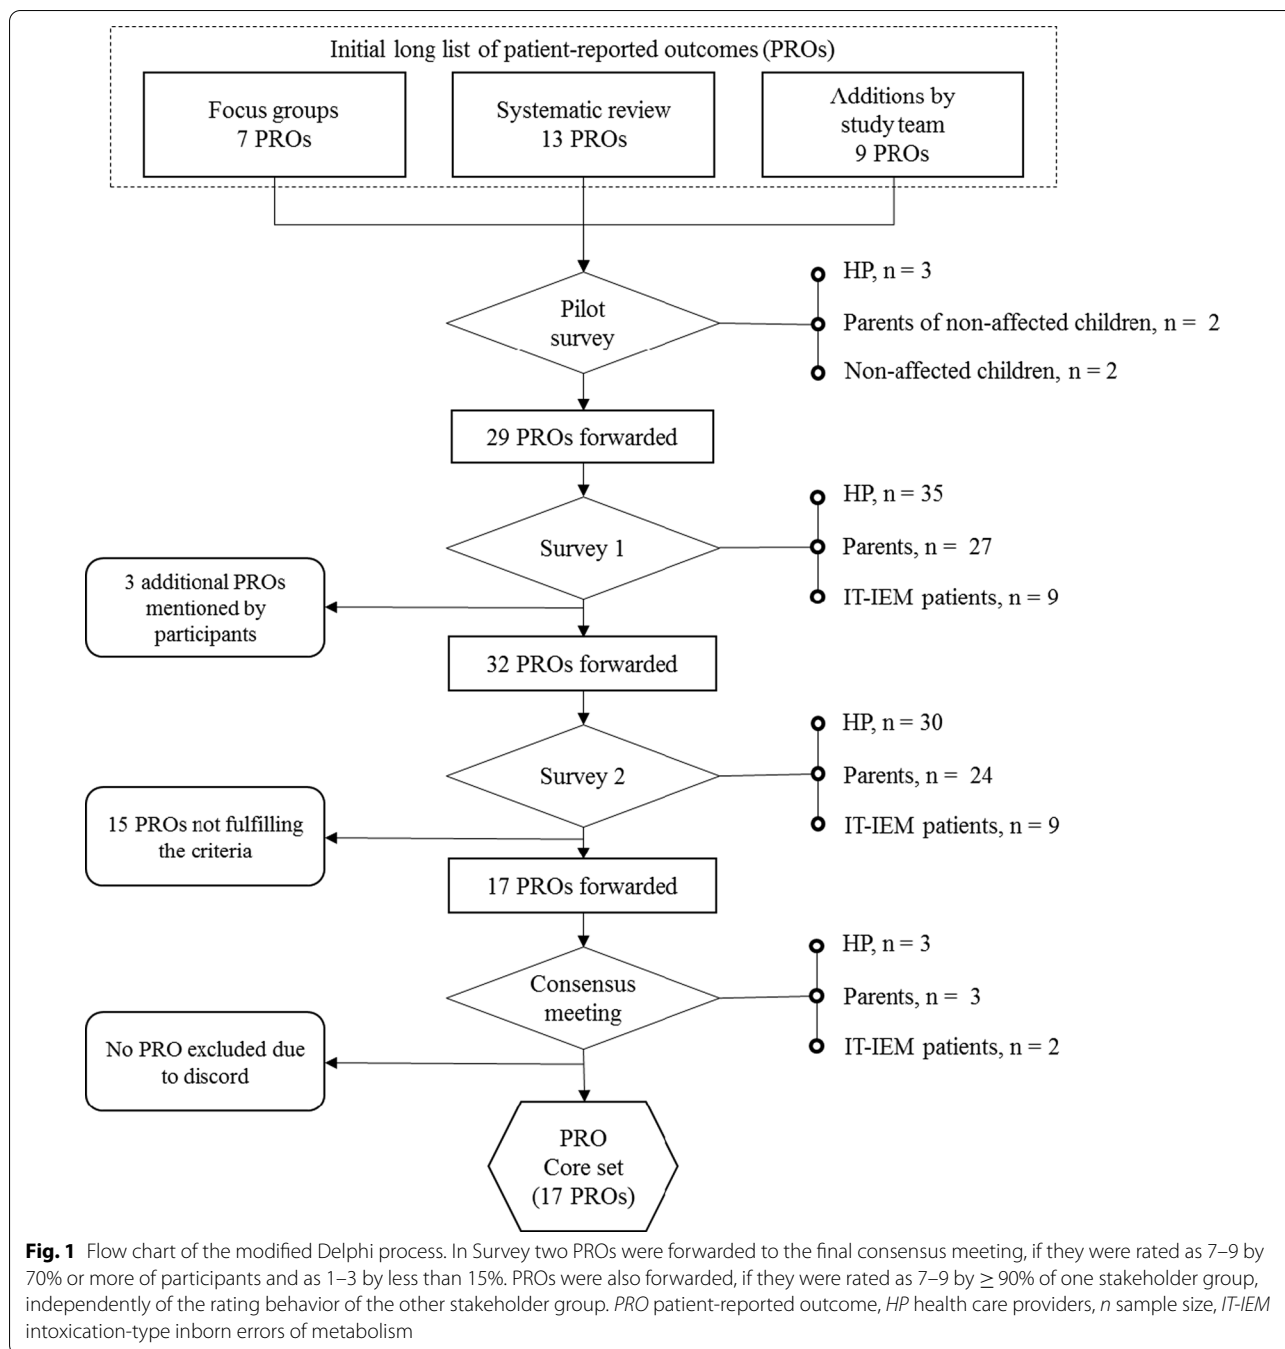 Initial long list of patient-reported outcomes (PROs)
Focus groups
7 PROs
Systematic review
13 PROs
Additions by
study team
9 PROs
Pilot
survey
HP, n = 3
Parents of non-affected children, n = 2
Non-affected children, n = 2
29 PROs forwarded
Survey 1
HP, n = 35
Parents, n = 27
IT-IEM patients, n = 9
3 additional PROs
mentioned by
participants
32 PROs forwarded
Survey 2
HP, n = 30
Parents, n = 24
IT-IEM patients, n = 9
15 PROs not fulfilling
the criteria
17 PROs forwarded
Consensus
meeting
HP, n = 3
Parents, n = 3
IT-IEM patients, n = 2
No PRO excluded due
to discord
PRO
Core set
(17 PROs)
Fig. 1 Flow chart of the modified Delphi process. In Survey two PROs were forwarded to the final consensus meeting, if they were rated as 7–9 by
70% or more of participants and as 1–3 by less than 15%. PROs were also forwarded, if they were rated as 7–9 by ≥ 90% of one stakeholder group,
independently of the rating behavior of the other stakeholder group. PRO patient-reported outcome, HP health care providers, n sample size, IT-IEM
intoxication-type inborn errors of metabolism